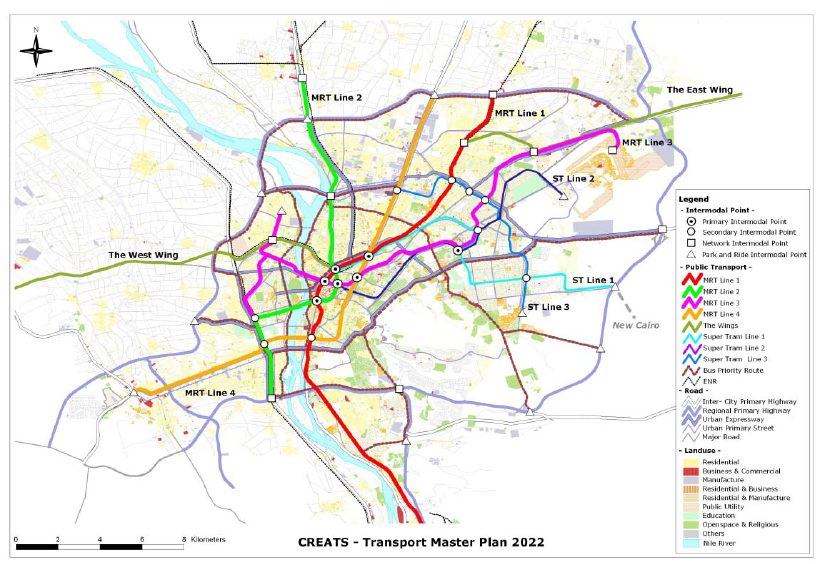 N
MRT Line 2
The East Wing
MRT Line 1
MRT Line 3
ST Line 2
The West Wing
ST Line 1
ST Line 3
New Cairo
MRT Line 4
0 2 4 6 8 Kilometers
CREATS - Transport Master Plan 2022
Legend
- Intermodal Point -
Primary Intermodal Point
Secondary Intermodal Point
Network Intermodal Point
Park and Ride Intermodal Point
- Public Transport -
MRT Line 1
MRT Line 2
MRT Line 3
MRT Line 4
The Wings
Super Tram Line 1
Super Tram Line 2
Super Tram Line 3
Bus Priority Route
ENR
- Road -
Inter- City Primary Highway
Regional Primary Highway
Urban Expressway
Urban Primary Street
Major Road
- Landuse -
Residential
Business & Commercial
Manufacture
Residential & Business
Residential & Manufacture
Public Utility
Education
Openspace & Religious
Others
Nile River